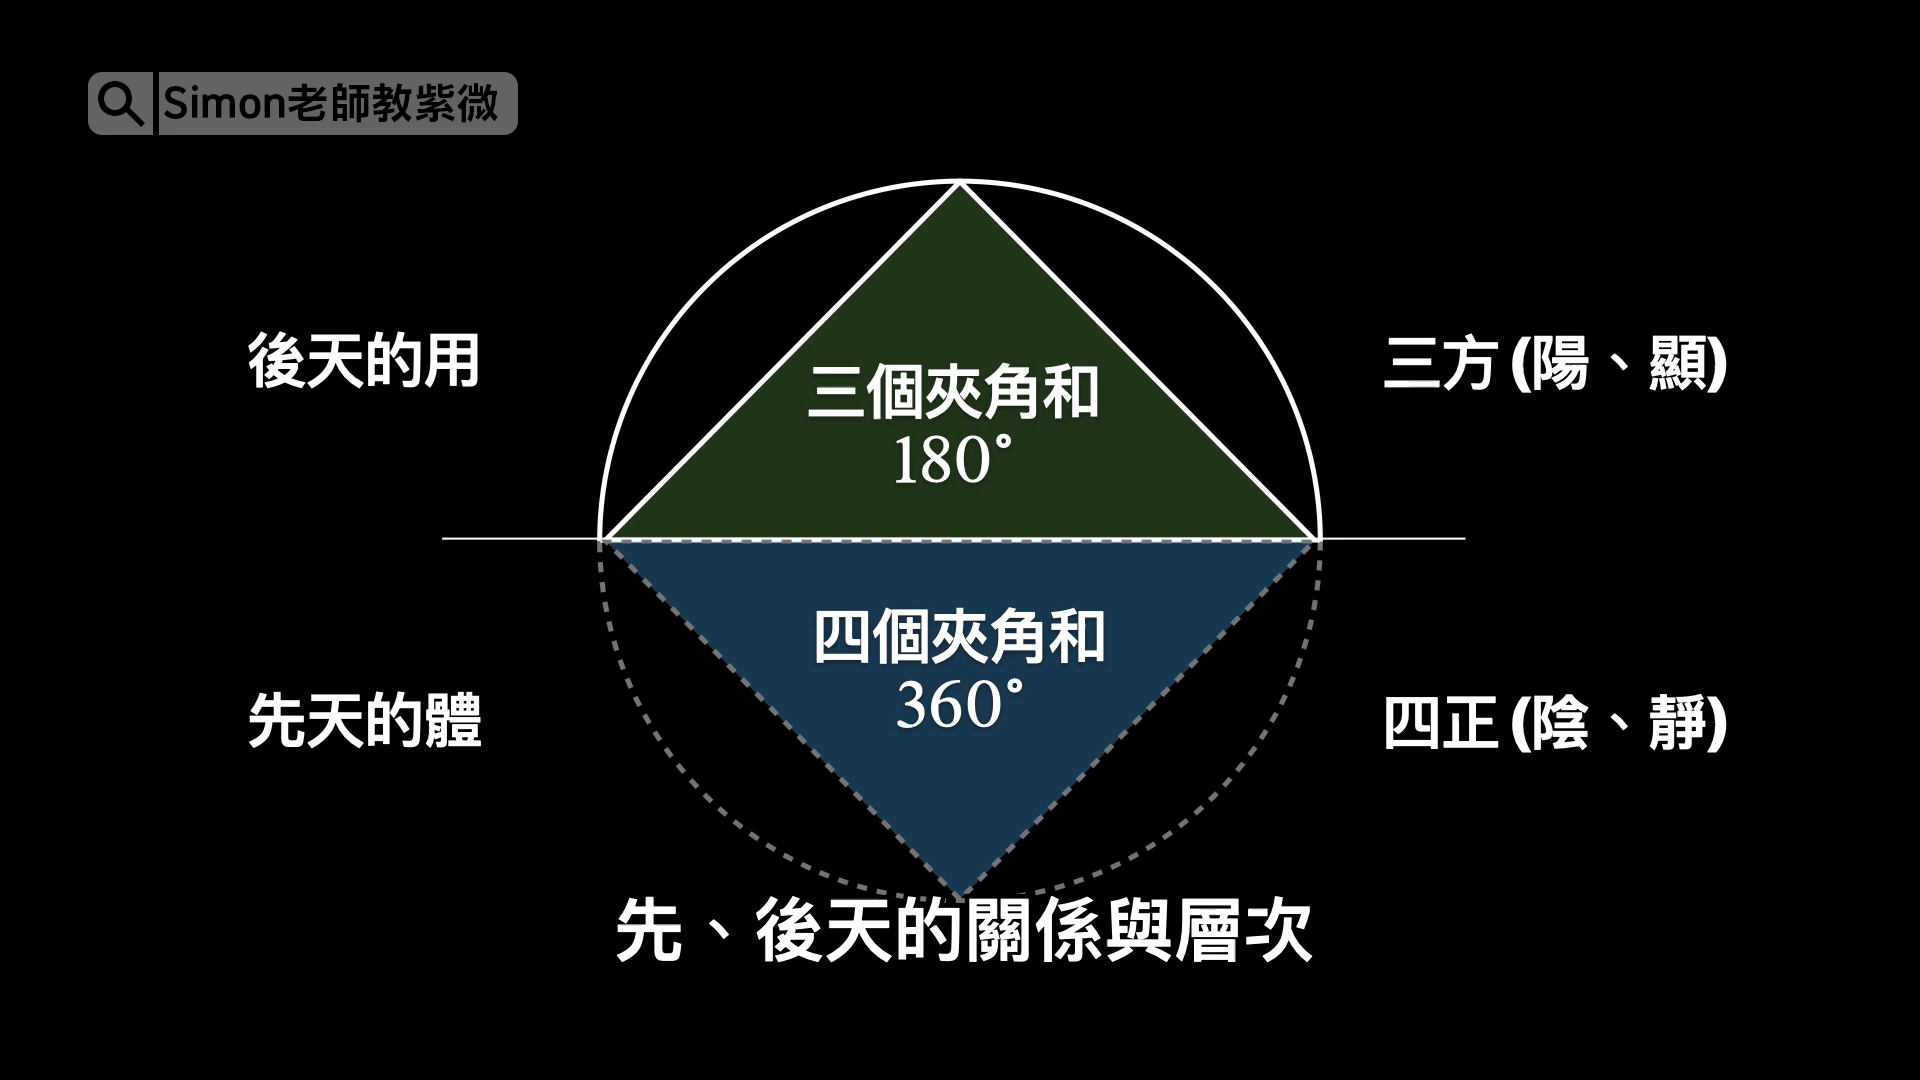 Simon老師教紫微
後天的用
三方(陽、顯)
三個夾角和
180°
四個夾角和
360°
先天的體
四正(陰、靜)
先、後天的關係與層次